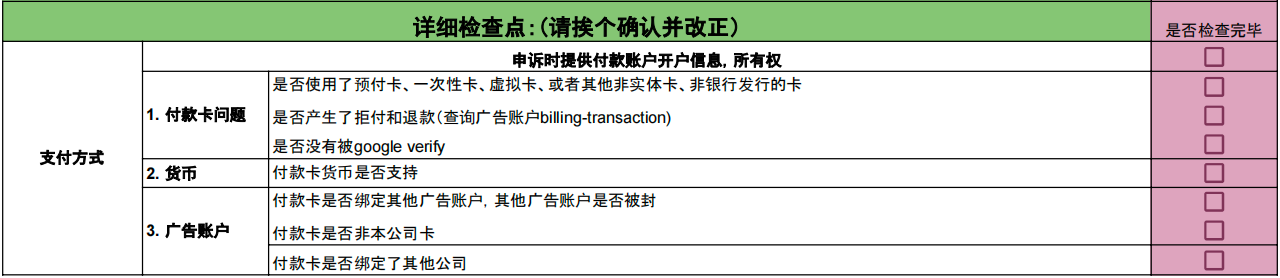 详细检查点:(请挨个确认并改正)
是否检查完毕
申诉时提供付款账户开户信息,所有权
支付方式
1. 付款卡问题
是否使用了预付卡、一次性卡、虚拟卡、或者其他非实体卡、非银行发行的卡
是否产生了拒付和退款(查询广告账户billing-transaction)
是否没有被google verify
2. 货币
付款卡货币是否支持
3. 广告账户
付款卡是否绑定其他广告账户,其他广告账户是否被封
付款卡是否非本公司卡
付款卡是否绑定了其他公司